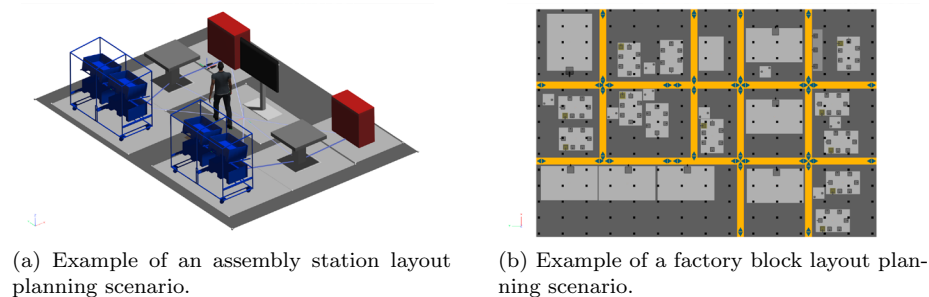 (a) Example of an assembly station layout
planning scenario.
(b) Example of a factory block layout plan-
ning scenario.